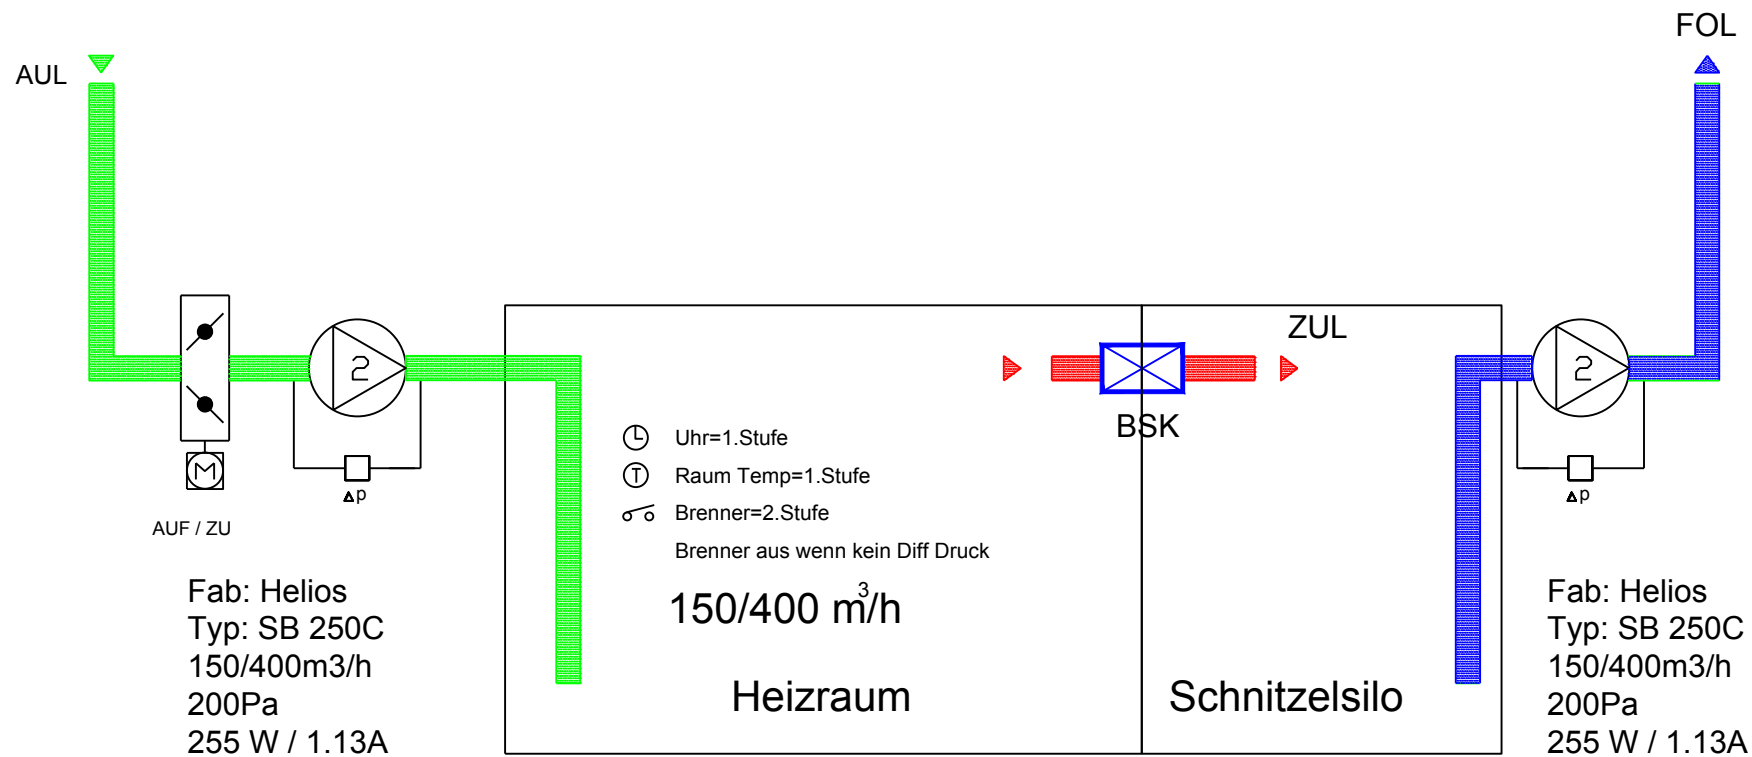 FOL
AUL
ZUL
2
2
BSK
Uhr=1.Stufe
T Raum Temp=1.Stufe
M
Δp
Δp
Brenner=2.Stufe
AUF / ZU
Brenner aus wenn kein Diff Druck
150/400 m³/h
Fab: Helios
Typ: SB 250C
150/400m3/h
200Pa
255 W / 1.13A
Heizraum
Schnitzelsilo
Fab: Helios
Typ: SB 250C
150/400m3/h
200Pa
255 W / 1.13A